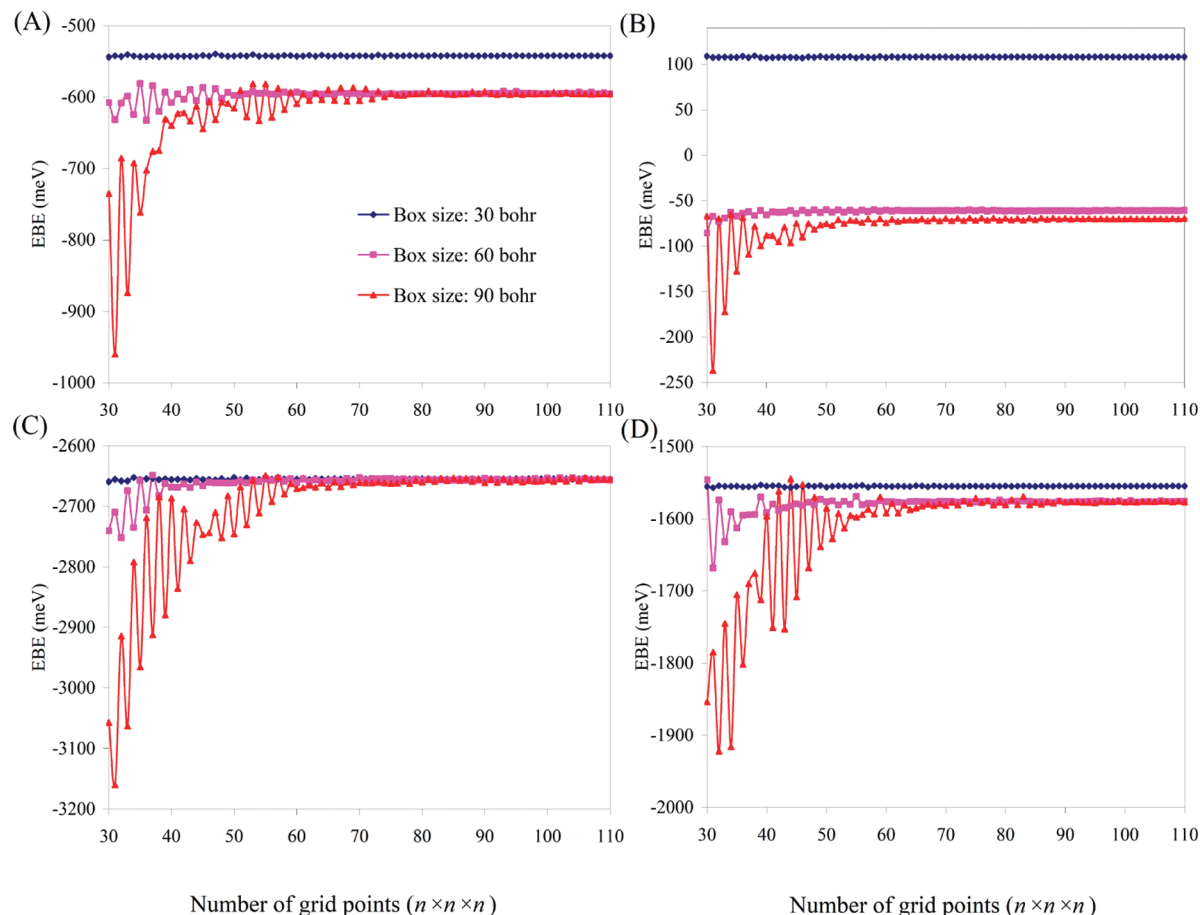 (A)
-500
-600
-700
-800
-900
-1000
EBE (meV)
30 40 50 60 70 80 90 100 110
Box size: 30 bohr
Box size: 60 bohr
Box size: 90 bohr
(B)
100
50
0
-50
-100
-150
-200
-250
EBE (meV)
30 40 50 60 70 80 90 100 110
(C)
-2600
-2700
-2800
-2900
-3000
-3100
-3200
EBE (meV)
30 40 50 60 70 80 90 100 110
Number of grid points (n ×n ×n)
(D)
-1500
-1600
-1700
-1800
-1900
-2000
EBE (meV)
30 40 50 60 70 80 90 100 110
Number of grid points (n ×n ×n)